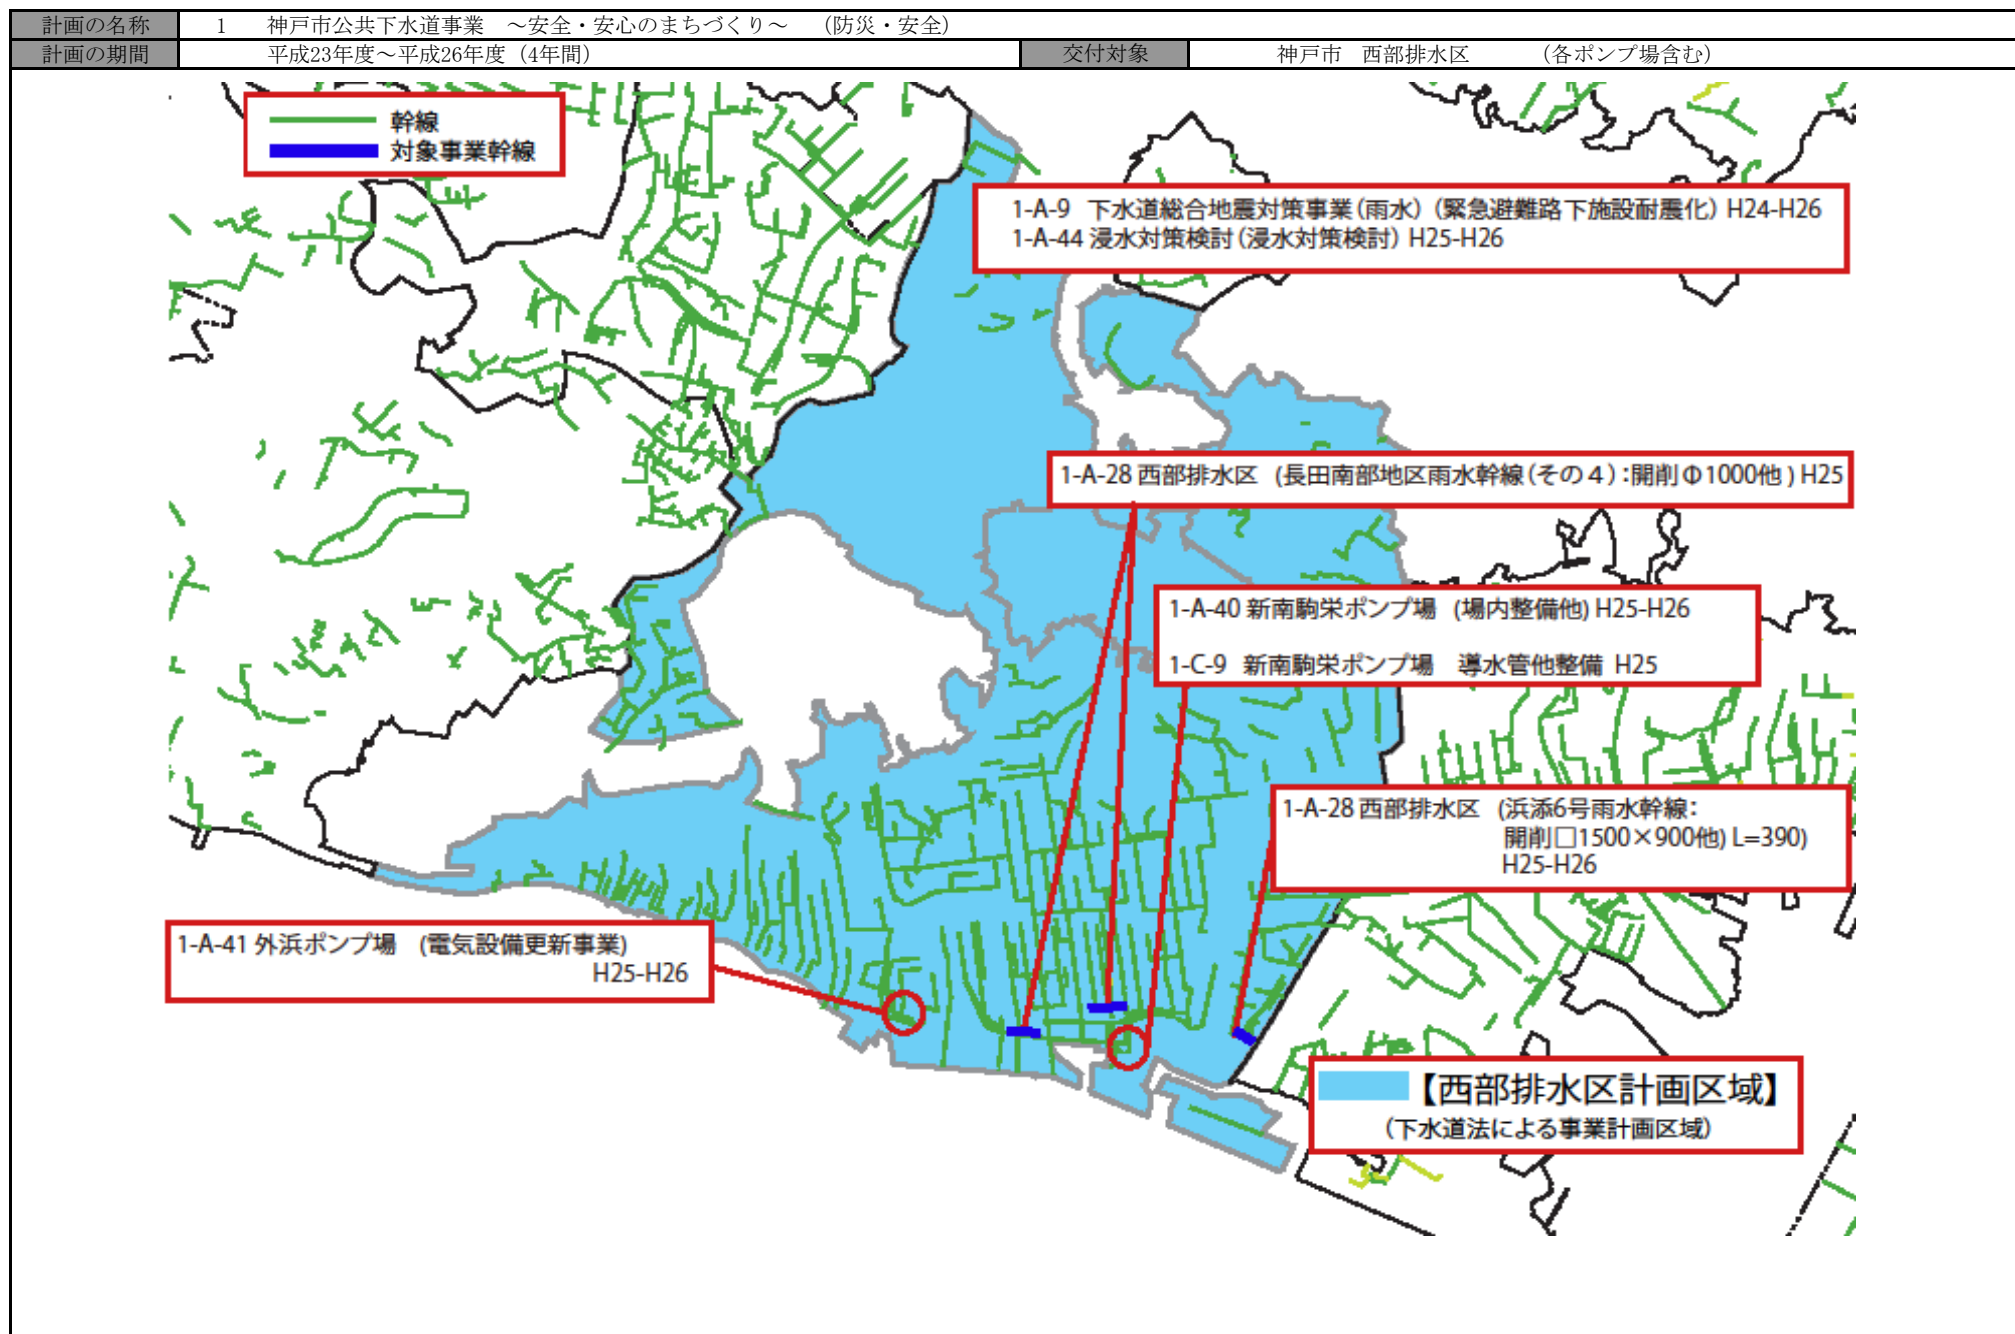 計画の名称 1 神戸市公共下水道事業 ～安全・安心のまちづくり～ （防災・安全）
計画の期間 平成23年度～平成26年度（4年間） 交付対象 神戸市 西部排水区 （各ポンプ場含む）
幹線
対象事業幹線
1-A-9 下水道総合地震対策事業（雨水）（緊急避難路下施設耐震化） H24-H26
1-A-44 浸水対策検討（浸水対策検討） H25-H26
1-A-28 西部排水区 (長田南部地区雨水幹線（その４）：開削Φ1000他 ) H25
1-A-40 新南駒栄ポンプ場 (場内整備他) H25-H26
1-C-9 新南駒栄ポンプ場 導水管他整備 H25
1-A-28 西部排水区 (浜添6号雨水幹線：
開削□1500×900他) L=390)
H25-H26
1-A-41 外浜ポンプ場 (電気設備更新事業)
H25-H26
【西部排水区計画区域】
（下水道法による事業計画区域）